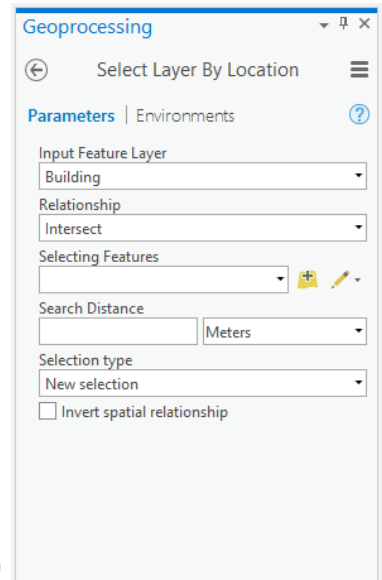 Geoprocessing
Select Layer By Location
Parameters | Environments
Input Feature Layer
Building
Relationship
Intersect
Selecting Features
Search Distance
Meters
Selection type
New selection
Invert spatial relationship